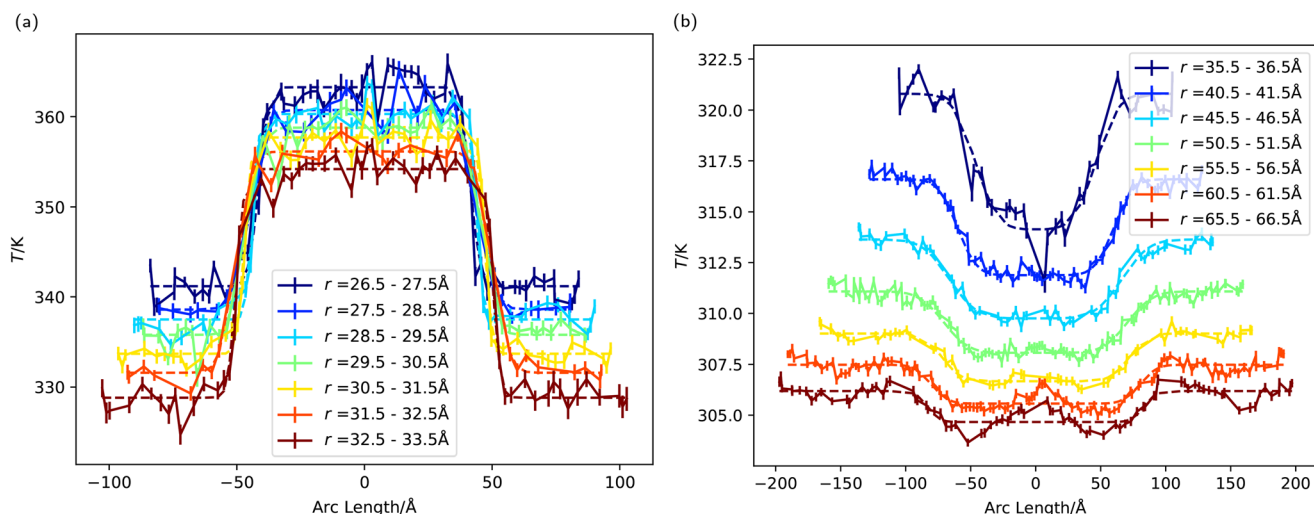 (a)
T/K
360
350
340
330
r =26.5 - 27.5Å
r =27.5 - 28.5Å
r =28.5 - 29.5Å
r =29.5 - 30.5Å
r =30.5 - 31.5Å
r =31.5 - 32.5Å
r =32.5 - 33.5Å
−100 −50 0 50 100
Arc Length/Å
(b)
T/K
322.5
320.0
317.5
315.0
312.5
310.0
307.5
305.0
r =35.5 - 36.5Å
r =40.5 - 41.5Å
r =45.5 - 46.5Å
r =50.5 - 51.5Å
r =55.5 - 56.5Å
r =60.5 - 61.5Å
r =65.5 - 66.5Å
−200 −150 −100 −50 0 50 100 150 200
Arc Length/Å